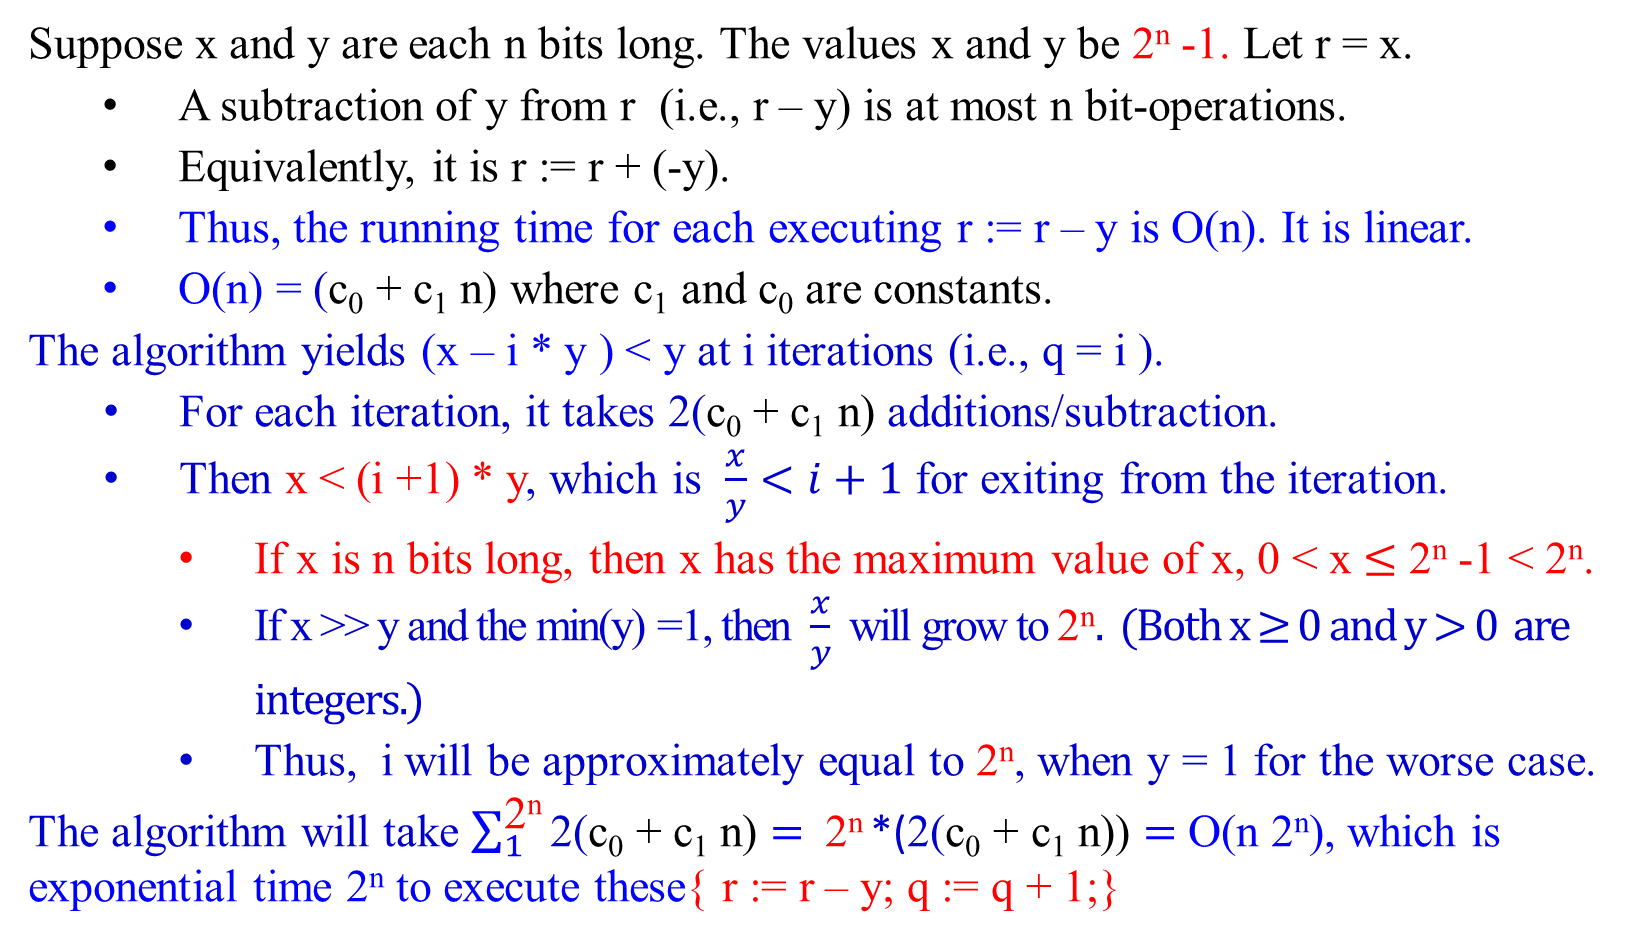 Suppose x and y are each n bits long. The values x and y be 2ⁿ -1. Let r = x.
• A subtraction of y from r (i.e., r – y) is at most n bit-operations.
• Equivalently, it is r := r + (-y).
• Thus, the running time for each executing r := r – y is O(n). It is linear.
• O(n) = (c₀ + c₁ n) where c₁ and c₀ are constants.
The algorithm yields (x – i * y ) < y at i iterations (i.e., q = i ).
• For each iteration, it takes 2(c₀ + c₁ n) additions/subtraction.
• Then x < (i +1) * y, which is x/y < i + 1 for exiting from the iteration.
• If x is n bits long, then x has the maximum value of x, 0 < x ≤ 2ⁿ -1 < 2ⁿ.
• If x >> y and the min(y) =1, then x/y will grow to 2ⁿ. (Both x ≥ 0 and y > 0 are
integers.)
• Thus, i will be approximately equal to 2ⁿ, when y = 1 for the worse case.
The algorithm will take ∑₁^2ⁿ 2(c₀ + c₁ n) = 2ⁿ *(2(c₀ + c₁ n)) = O(n 2ⁿ), which is
exponential time 2ⁿ to execute these{ r := r – y; q := q + 1;}